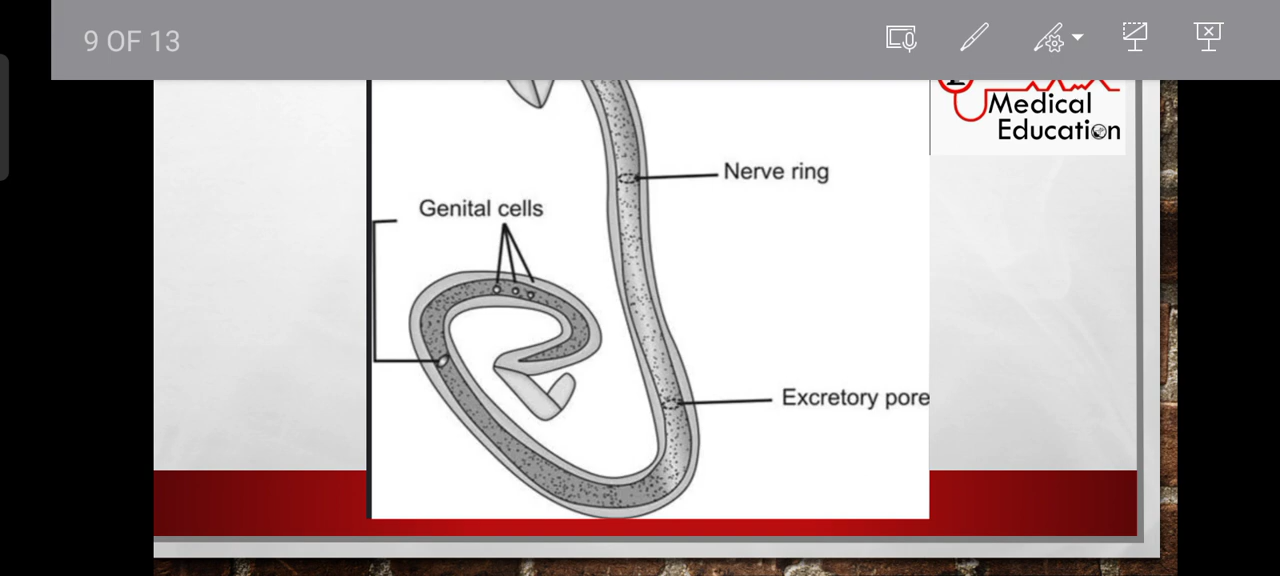 9 OF 13
Medical
Education
Nerve ring
Genital cells
Excretory pore